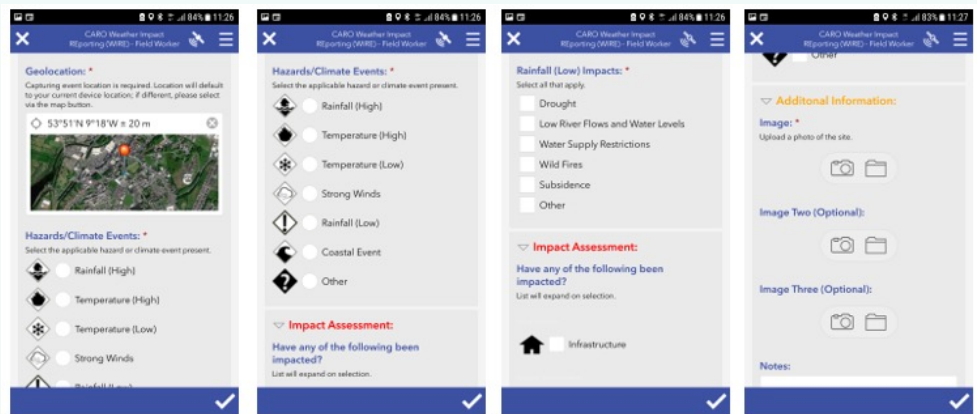 84% 11:26
CARO Weather Impact
REporting (WIRE) - Field Worker
Geolocation: *
Capturing event location is required. Location will default
to your current device location; if different, please select
via the map button.
53°51'N 9°18'W ± 20 m
Hazards/Climate Events: *
Select the applicable hazard or climate event present.
Rainfall (High)
Temperature (High)
Temperature (Low)
Strong Winds
Rainfall (Low)
84% 11:26
CARO Weather Impact
REporting (WIRE) - Field Worker
Hazards/Climate Events: *
Select the applicable hazard or climate event present.
Rainfall (High)
Temperature (High)
Temperature (Low)
Strong Winds
Rainfall (Low)
Coastal Event
Other
Impact Assessment:
Have any of the following been
impacted?
List will expand on selection.
84% 11:26
CARO Weather Impact
REporting (WIRE) - Field Worker
Rainfall (Low) Impacts: *
Select all that apply.
Drought
Low River Flows and Water Levels
Water Supply Restrictions
Wild Fires
Subsidence
Other
Impact Assessment:
Have any of the following been
impacted?
List will expand on selection.
Infrastructure
83% 11:27
CARO Weather Impact
REporting (WIRE) - Field Worker
Other
Additonal Information:
Image: *
Upload a photo of the site.
Image Two (Optional):
Image Three (Optional):
Notes: